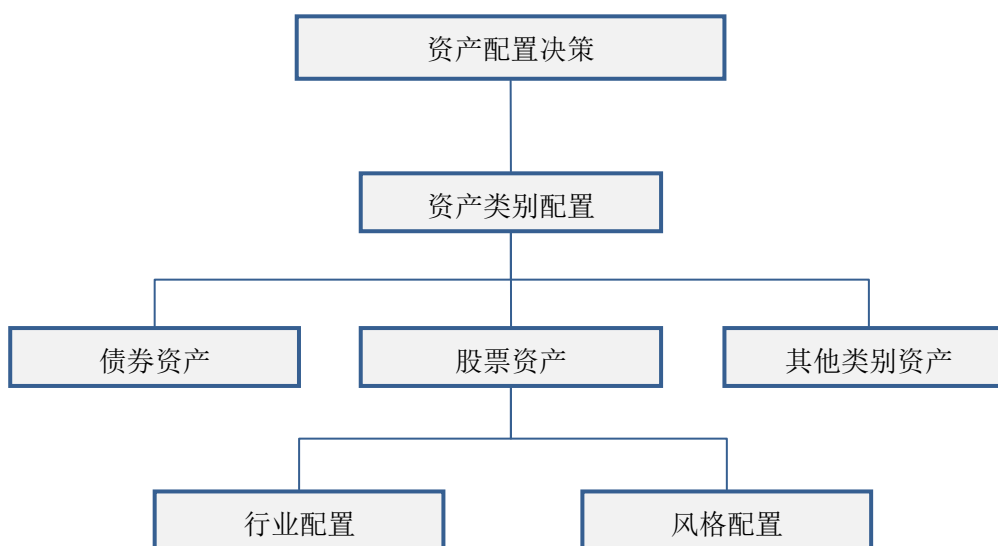 资产配置决策
资产类别配置
债券资产
股票资产
其他类别资产
行业配置
风格配置